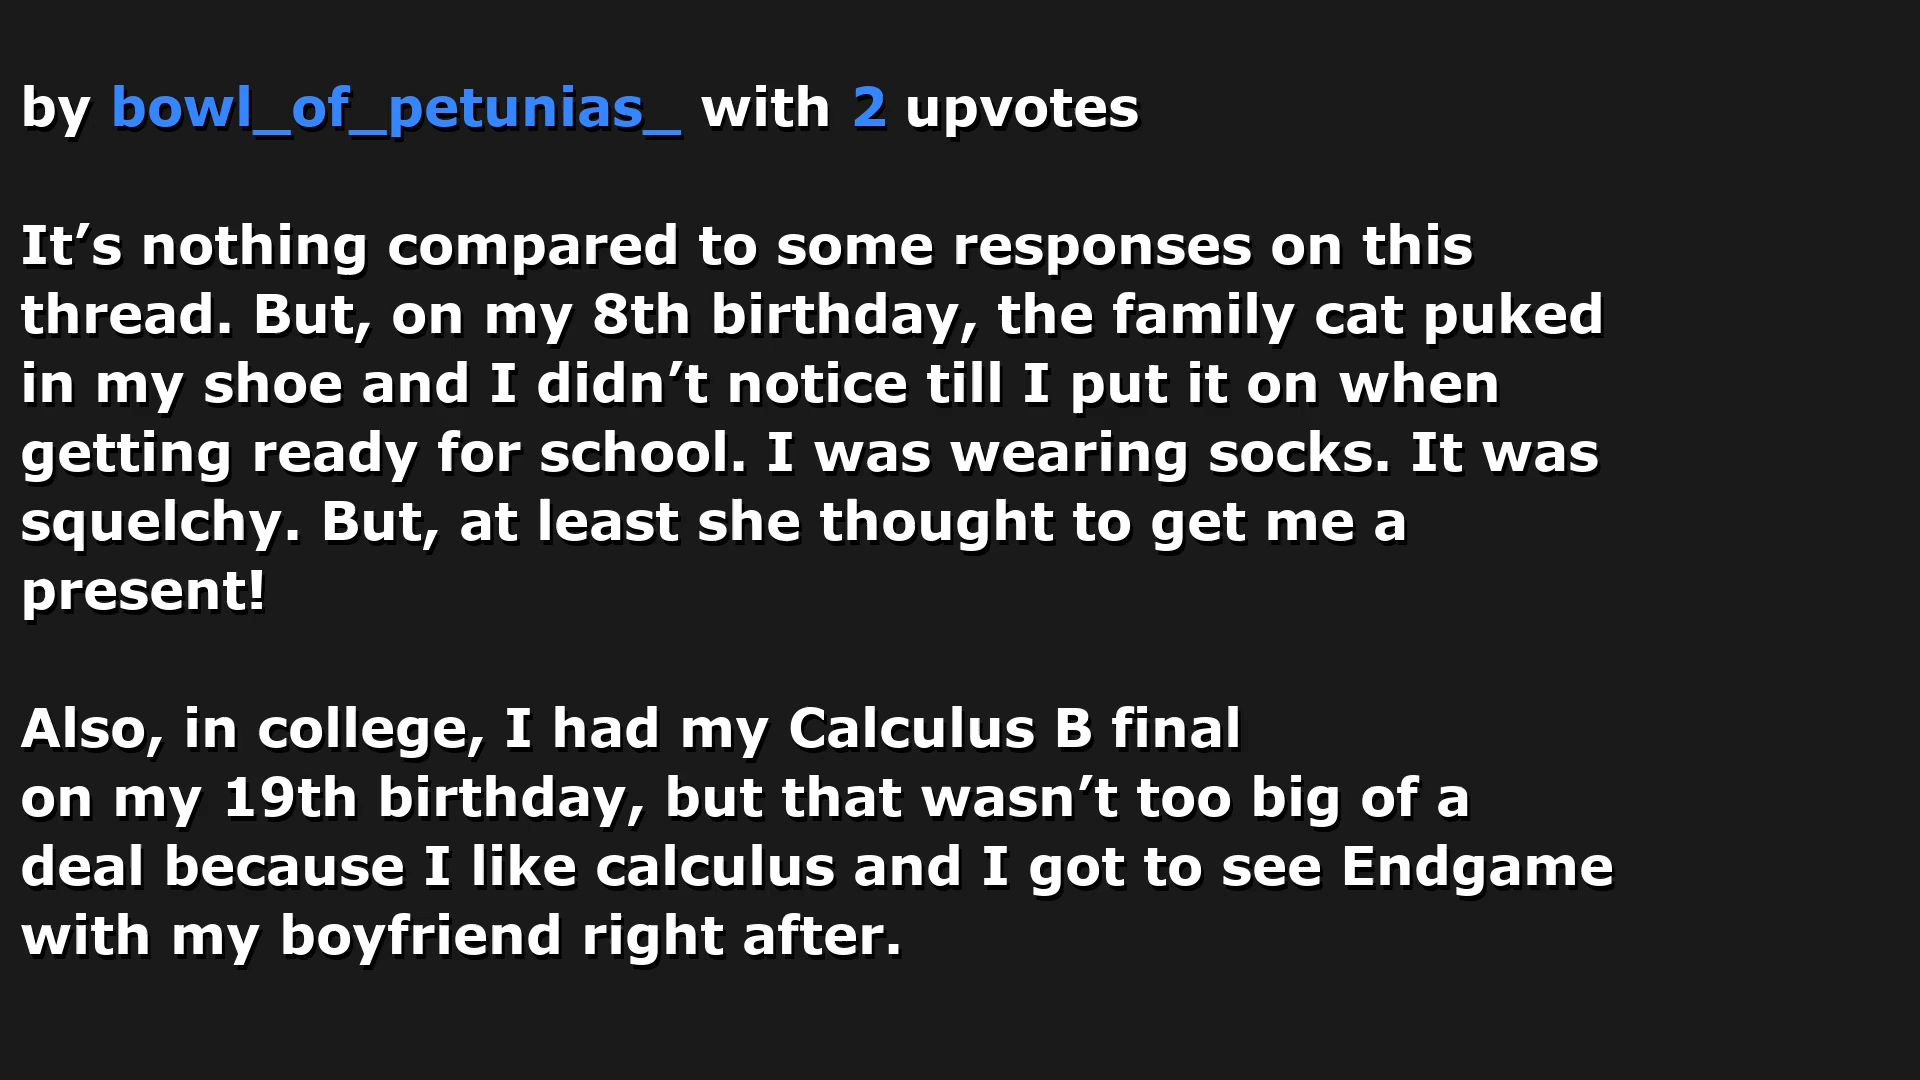 by bowl_of_petunias_ with 2 upvotes
It’s nothing compared to some responses on this
thread. But, on my 8th birthday, the family cat puked
in my shoe and I didn’t notice till I put it on when
getting ready for school. I was wearing socks. It was
squelchy. But, at least she thought to get me a
present!
Also, in college, I had my Calculus B final
on my 19th birthday, but that wasn’t too big of a
deal because I like calculus and I got to see Endgame
with my boyfriend right after.